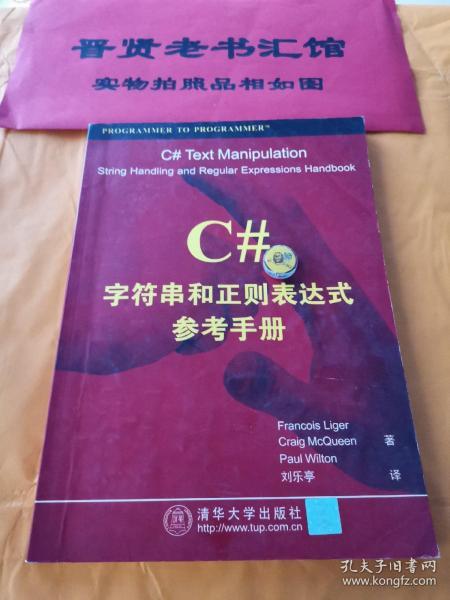 晋贤老书汇馆
实物拍照品相如图
PROGRAMMER TO PROGRAMMER™
C# Text Manipulation
String Handling and Regular Expressions Handbook
C#
字符串和正则表达式
参考手册
Francois Liger
Craig McQueen 著
Paul Wilton
刘乐亭 译
清华大学出版社
http://www.tup.com.cn
孔夫子旧书网
www.kongfz.com